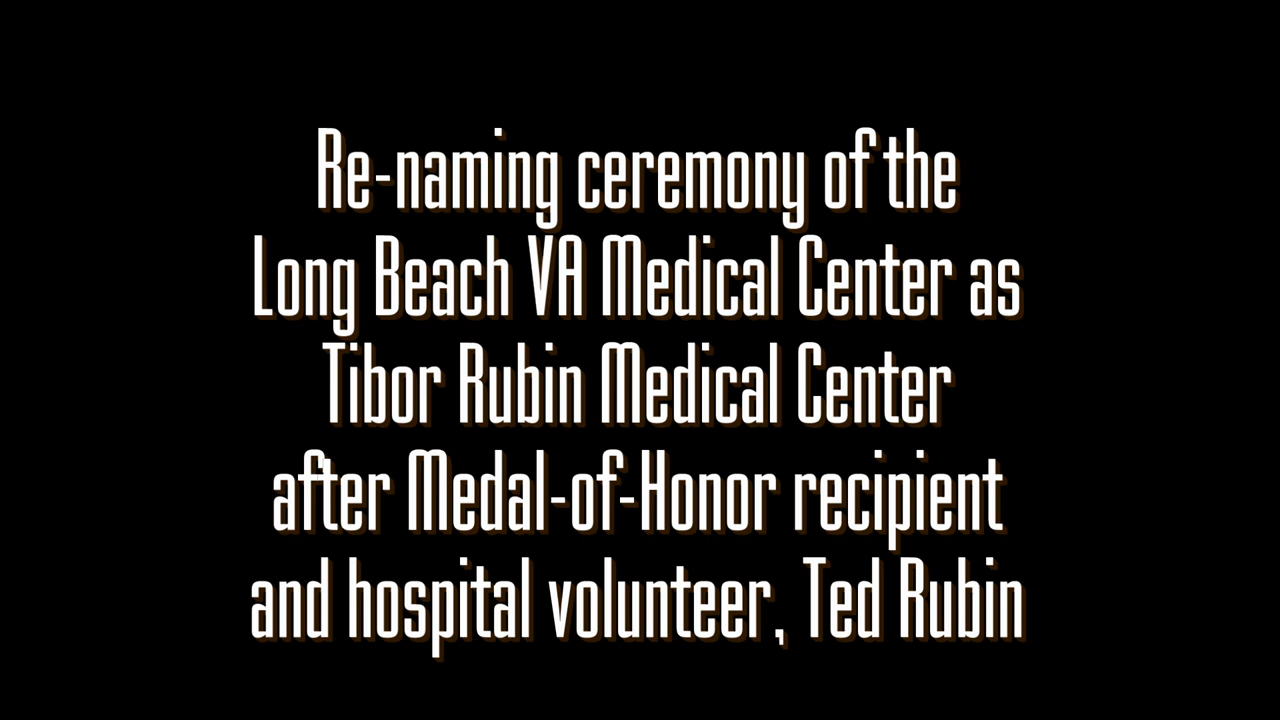 Re-naming ceremony of the
Long Beach VA Medical Center as
Tibor Rubin Medical Center
after Medal-of-Honor recipient
and hospital volunteer, Ted Rubin